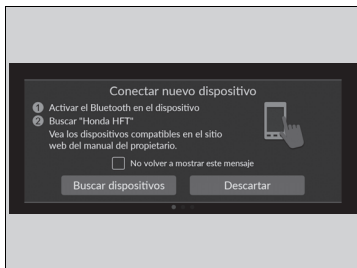 Conectar nuevo dispositivo
1 Activar el Bluetooth en el dispositivo
2 Buscar "Honda HFT"
Vea los dispositivos compatibles en el sitio
web del manual del propietario.
No volver a mostrar este mensaje
Buscar dispositivos
Descartar